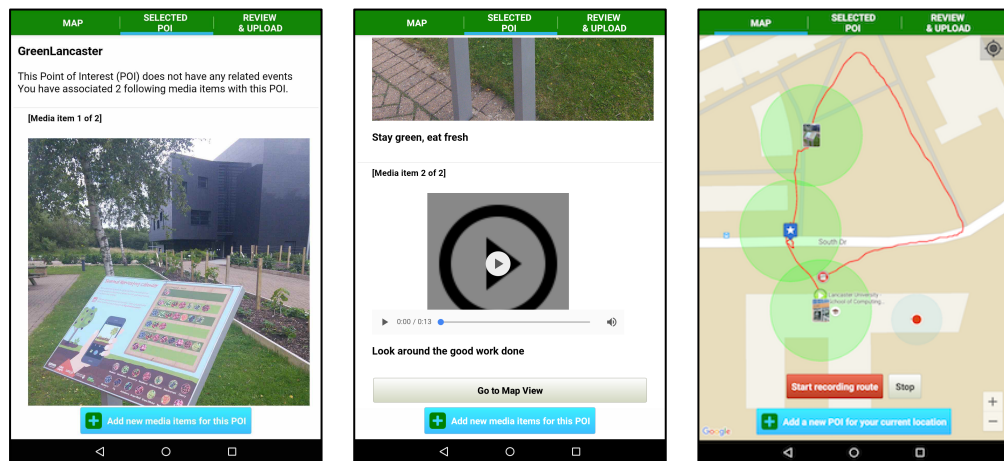 MAP
SELECTED
POI
REVIEW
& UPLOAD
GreenLancaster
This Point of Interest (POI) does not have any related events
You have associated 2 following media items with this POI.
[Media item 1 of 2]
Add new media items for this POI
MAP
SELECTED
POI
REVIEW
& UPLOAD
Stay green, eat fresh
[Media item 2 of 2]
0:00 / 0:13
Look around the good work done
Go to Map View
Add new media items for this POI
MAP
SELECTED
POI
REVIEW
& UPLOAD
South Dr
Lancaster University -
School of Computing...
Start recording route
Stop
Add a new POI for your current location
Google